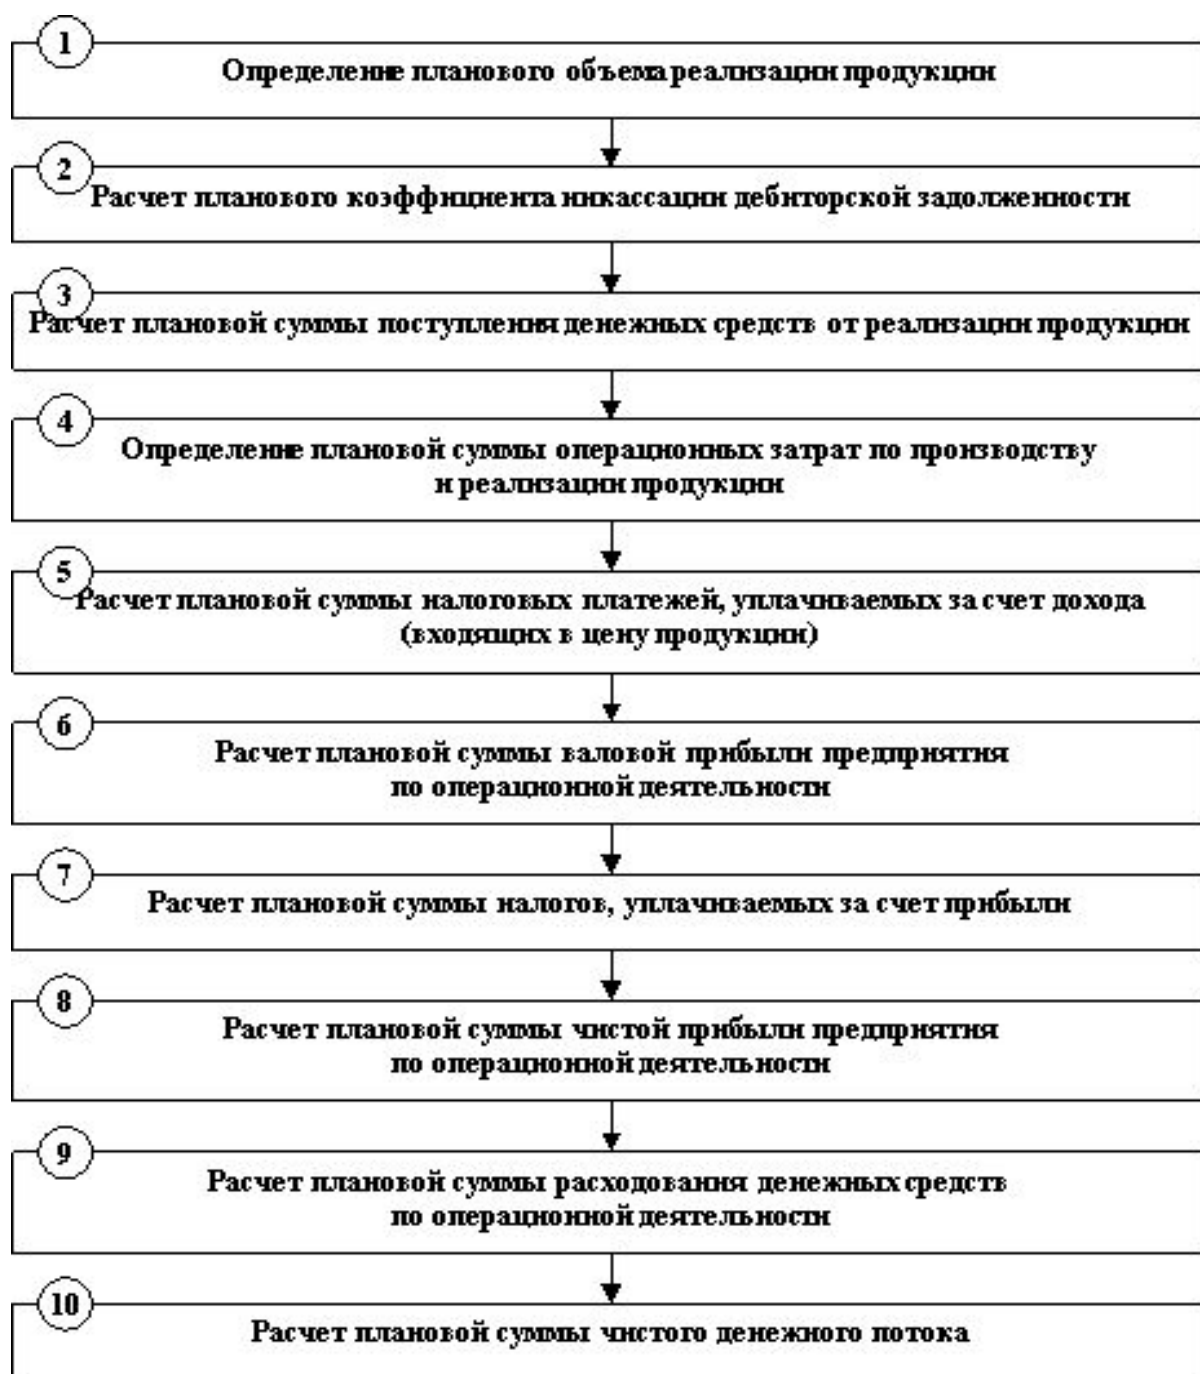 1
Определение планового объема реализации продукции
2
Расчет планового коэффициента инкассации дебиторской задолженности
3
Расчет плановой суммы поступления денежных средств от реализации продукции
4
Определение плановой суммы операционных затрат по производству
и реализации продукции
5
Расчет плановой суммы налоговых платежей, уплачиваемых за счет дохода
(входящих в цену продукции)
6
Расчет плановой суммы валовой прибыли предприятия
по операционной деятельности
7
Расчет плановой суммы налогов, уплачиваемых за счет прибыли
8
Расчет плановой суммы чистой прибыли предприятия
по операционной деятельности
9
Расчет плановой суммы расходования денежных средств
по операционной деятельности
10
Расчет плановой суммы чистого денежного потока